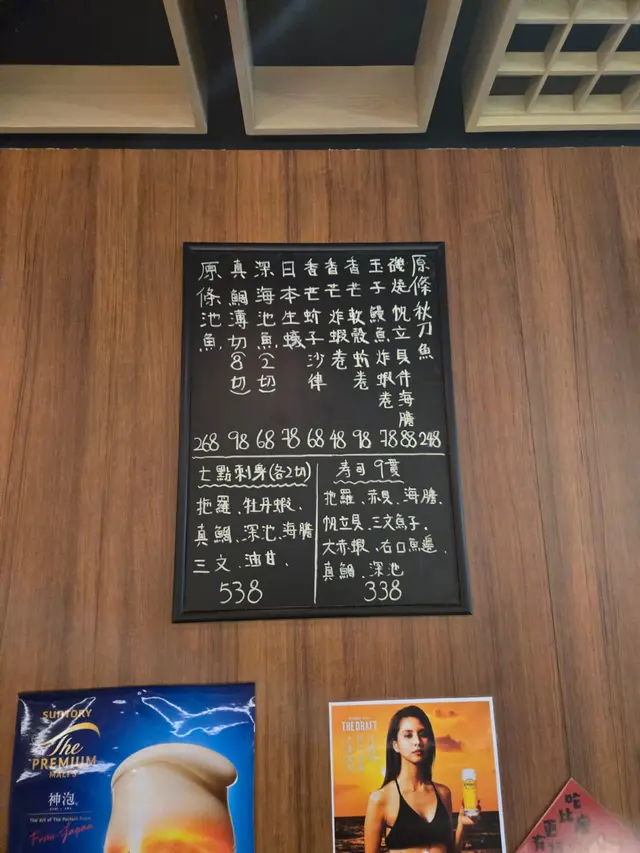 原條秋刀魚 248
磯燒帆立貝伴海膽 88
玉子鰻魚炸蝦卷 78
香芒軟殼蚧卷 98
香芒炸蝦卷 48
香芒蚧子沙律 68
日本生蠔 78
深海池魚(2切) 68
真鯛薄切(8切) 98
原條池魚 268
七點刺身(各2切)
拖羅、牡丹蝦、
真鯛、深池、海膽
三文、油甘、
538
寿司9貫
拖羅、赤貝、海膽、
帆立貝、三文魚子、
大赤蝦、右口魚邊、
真鯛、深池
338
SUNTORY
The
PREMIUM
MALT'S
神泡。
From Japan
THE DRAFT